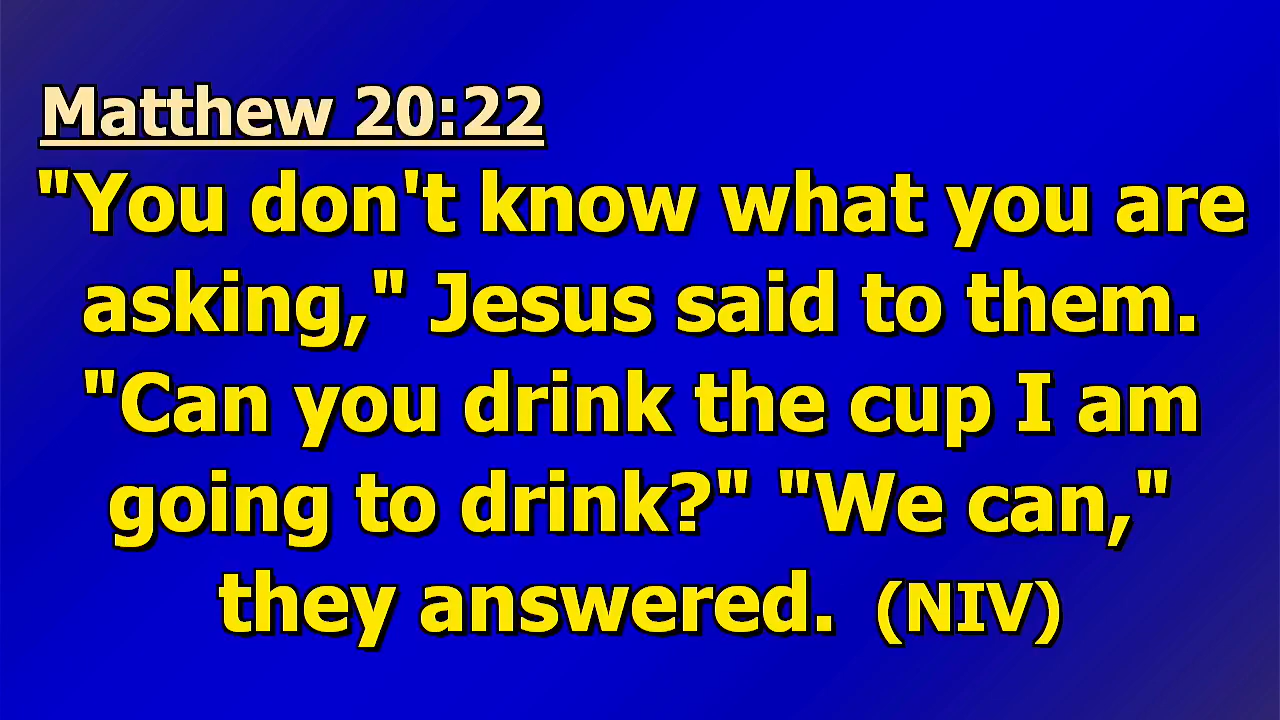 Matthew 20:22
"You don't know what you are
asking," Jesus said to them.
"Can you drink the cup I am
going to drink?" "We can,"
they answered. (NIV)